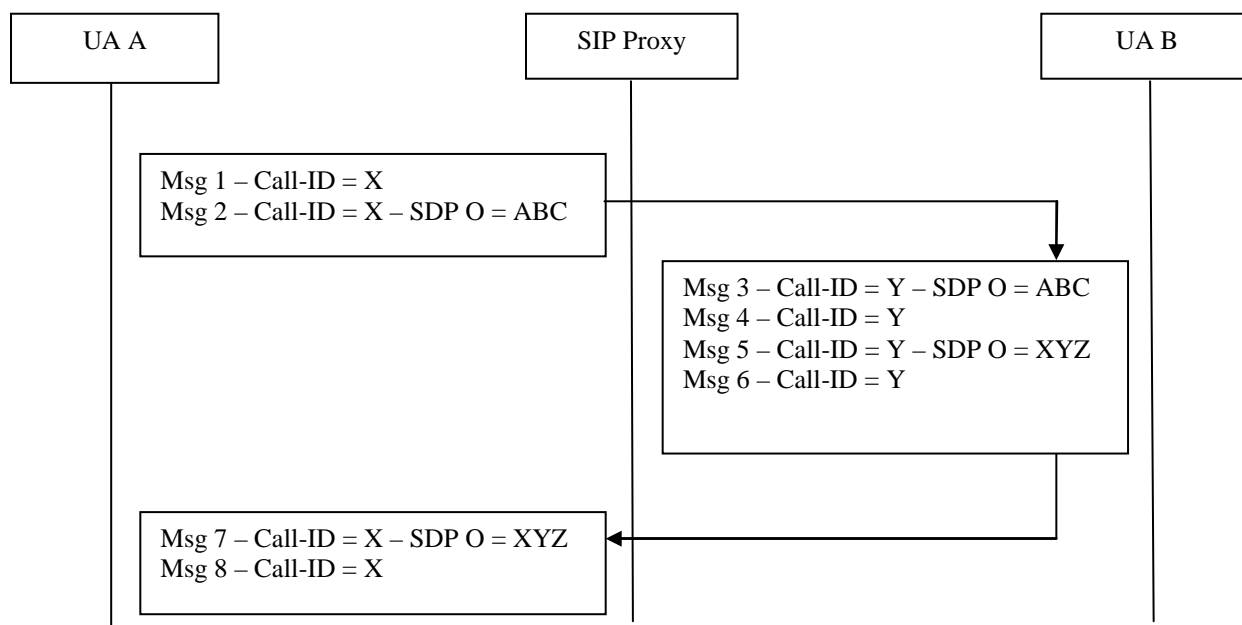 UA A
SIP Proxy
UA B
Msg 1 – Call-ID = X
Msg 2 – Call-ID = X – SDP O = ABC
Msg 3 – Call-ID = Y – SDP O = ABC
Msg 4 – Call-ID = Y
Msg 5 – Call-ID = Y – SDP O = XYZ
Msg 6 – Call-ID = Y
Msg 7 – Call-ID = X – SDP O = XYZ
Msg 8 – Call-ID = X